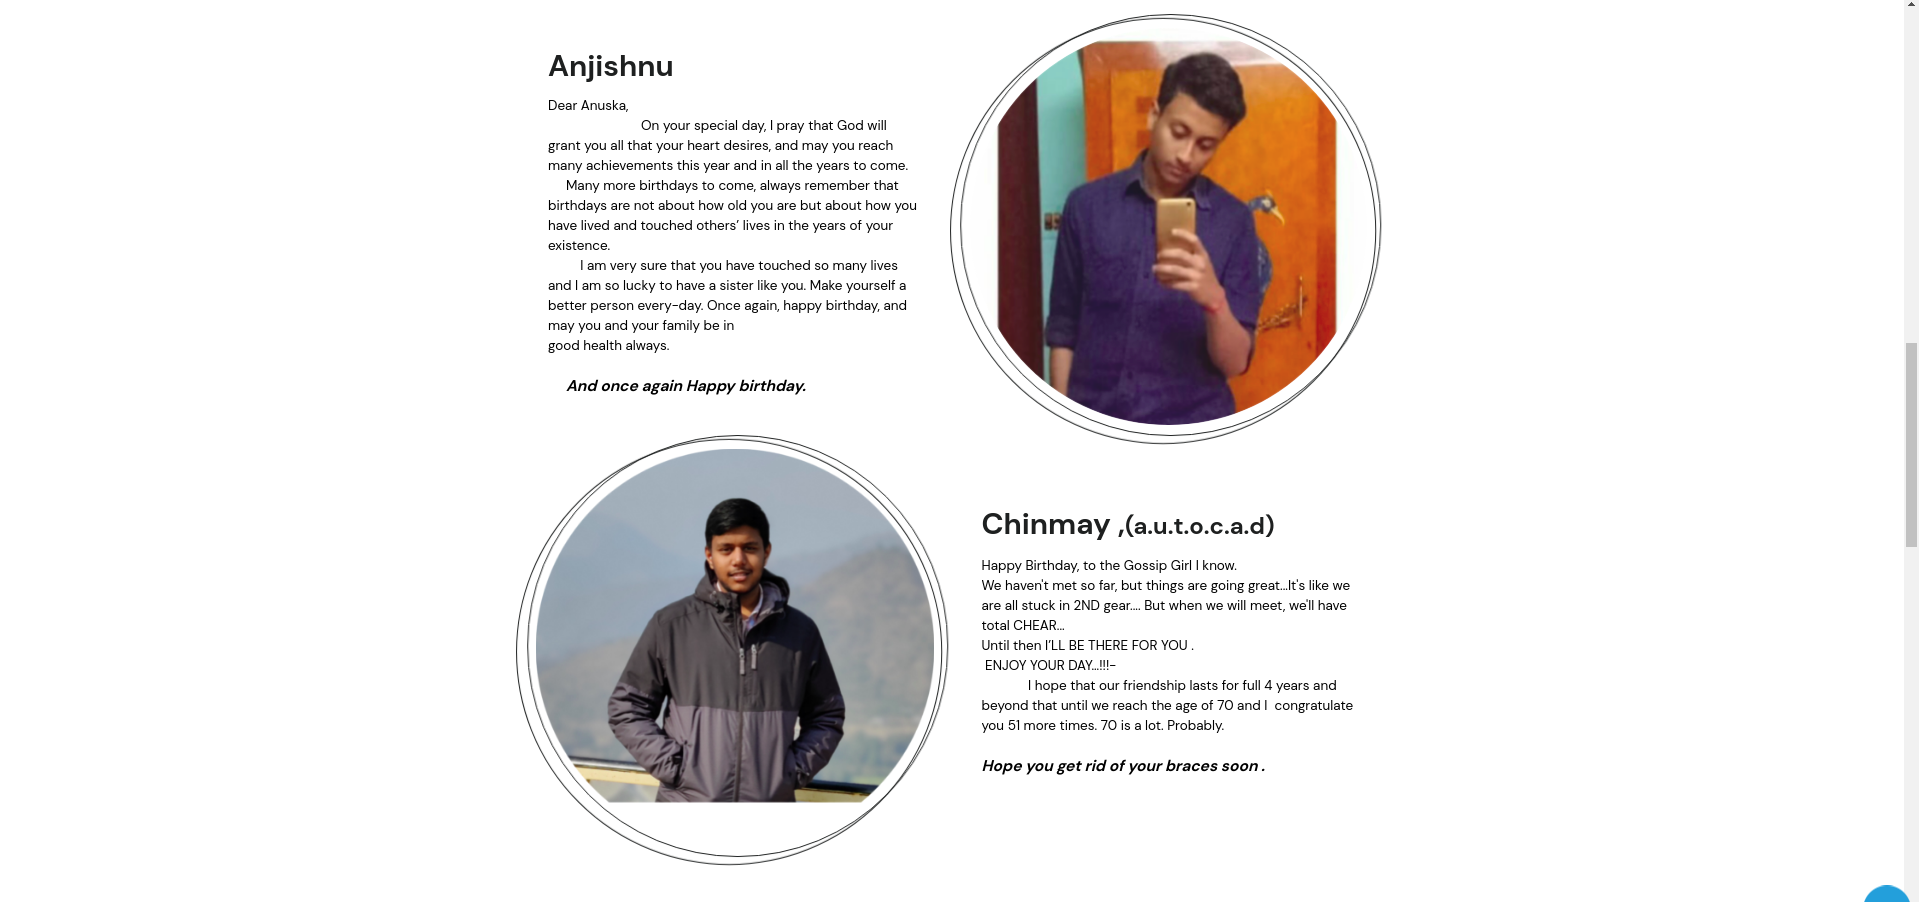 Anjishnu
Dear Anuska,
On your special day, I pray that God will
grant you all that your heart desires, and may you reach
many achievements this year and in all the years to come.
Many more birthdays to come, always remember that
birthdays are not about how old you are but about how you
have lived and touched others’ lives in the years of your
existence.
I am very sure that you have touched so many lives
and I am so lucky to have a sister like you. Make yourself a
better person every-day. Once again, happy birthday, and
may you and your family be in
good health always.
And once again Happy birthday.
Chinmay ,(a.u.t.o.c.a.d)
Happy Birthday, to the Gossip Girl I know.
We haven't met so far, but things are going great...It's like we
are all stuck in 2ND gear.... But when we will meet, we'll have
total CHEAR...
Until then I’LL BE THERE FOR YOU .
ENJOY YOUR DAY...!!!-
I hope that our friendship lasts for full 4 years and
beyond that until we reach the age of 70 and I  congratulate
you 51 more times. 70 is a lot. Probably.
Hope you get rid of your braces soon .